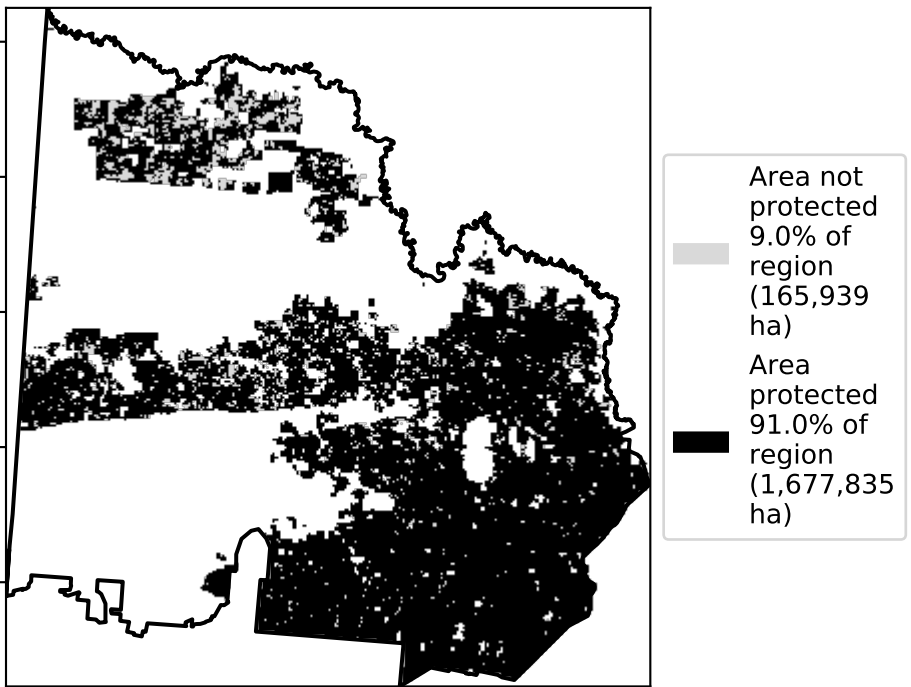 Area not
protected
9.0% of
region
(165,939
ha)
Area
protected
91.0% of
region
(1,677,835
ha)